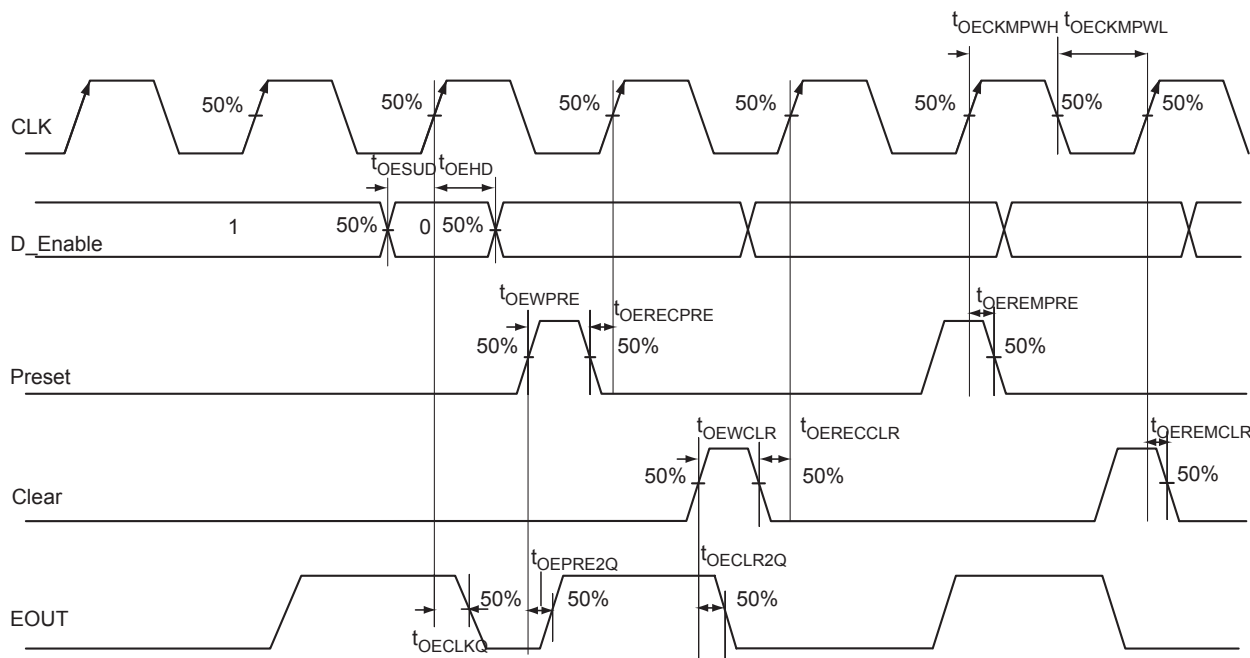 tOECKMPWH tOECKMPWL
50% 50% 50% 50% 50% 50% 50%
CLK
tOESUD tOEHD
1 50% 0 50%
D_Enable
tOEWPRE tOERECPRE tOEREMPRE
50% 50% 50%
Preset
tOEWCLR tOERECCLR tOEREMCLR
50% 50% 50%
Clear
tOEPRE2Q tOECLR2Q
50% 50% 50%
EOUT
tOECLKQ